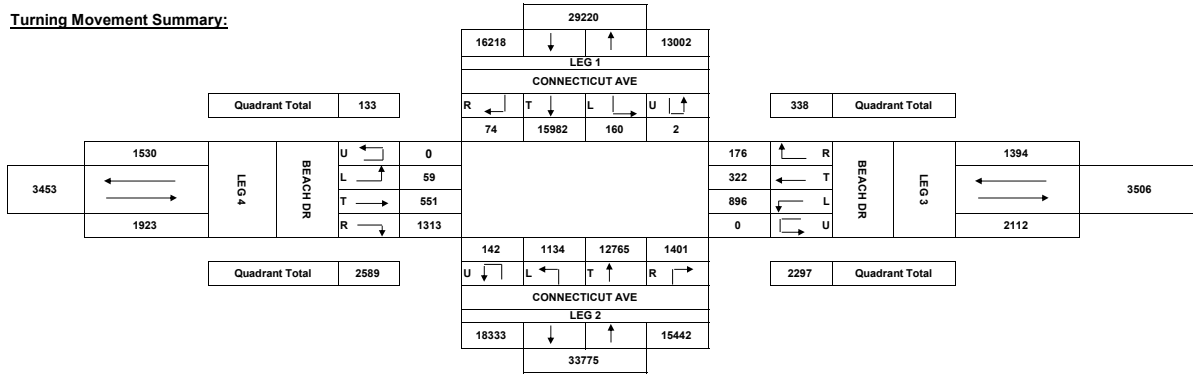 Turning Movement Summary:
29220
16218 13002
LEG 1
CONNECTICUT AVE
Quadrant Total 133
R T L U
338 Quadrant Total
74 15982 160 2
1530
U 0
176 R
1394
3453
LEG 4
BEACH DR
L 59
322 T
BEACH DR
LEG 3
3506
T 551
896 L
1923
R 1313
0 U
2112
142 1134 12765 1401
Quadrant Total 2589
U L T R
2297 Quadrant Total
CONNECTICUT AVE
LEG 2
18333 15442
33775